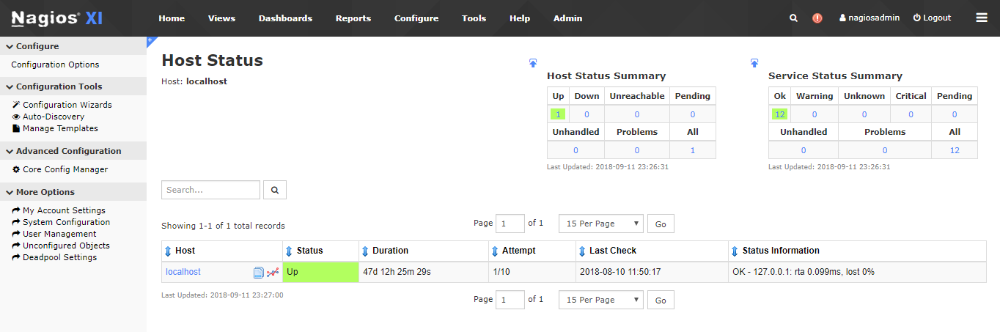 Nagios® XI
Home Views Dashboards Reports Configure Tools Help Admin
nagiosadmin Logout
Configure
Configuration Options
Configuration Tools
Configuration Wizards
Auto-Discovery
Manage Templates
Advanced Configuration
Core Config Manager
More Options
My Account Settings
System Configuration
User Management
Unconfigured Objects
Deadpool Settings
Host Status
Host: localhost
Host Status Summary
Up Down Unreachable Pending
1 0 0 0
Unhandled Problems All
0 0 1
Last Updated: 2018-09-11 23:26:31
Service Status Summary
Ok Warning Unknown Critical Pending
12 0 0 0 0
Unhandled Problems All
0 0 12
Last Updated: 2018-09-11 23:26:31
Search...
Showing 1-1 of 1 total records
Page 1 of 1 15 Per Page Go
Host Status Duration Attempt Last Check Status Information
localhost Up 47d 12h 25m 29s 1/10 2018-08-10 11:50:17 OK - 127.0.0.1: rta 0.099ms, lost 0%
Last Updated: 2018-09-11 23:27:00
Page 1 of 1 15 Per Page Go